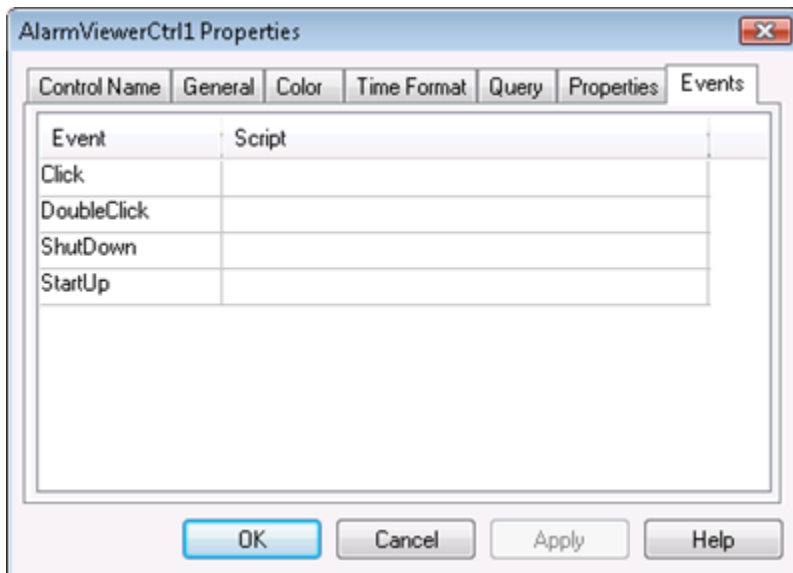 AlarmViewerCtrl1 Properties
Control Name General Color Time Format Query Properties Events
Event Script
Click
DoubleClick
ShutDown
StartUp
OK Cancel Apply Help